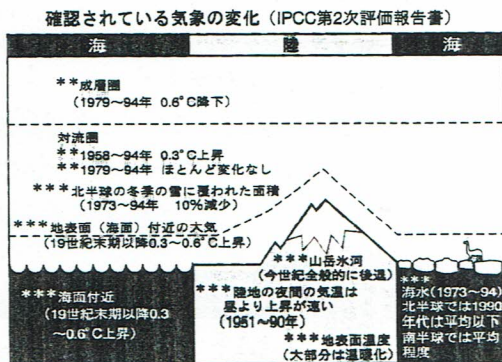 確認されている気象の変化（IPCC第2次評価報告書）
海 陸 海
**成層圏
（1979〜94年 0.6°C降下）
対流圏
**1958〜94年 0.3°C上昇
**1979〜94年 ほとんど変化なし
***北半球の冬季の雪に覆われた面積
（1973〜94年 10%減少）
***地表面（海面）付近の大気
（19世紀末期以降0.3〜0.6°C上昇）
***山岳氷河
（今世紀全般的に後退）
***海面付近
（19世紀末期以降0.3
〜0.6°C上昇）
***陸地の夜間の気温は
昼より上昇が速い
（1951〜90年）
***地表面温度
（大部分は温暖化）
***
海氷（1973〜94）
北半球では1990
年代は平均以下
南半球では平均
程度